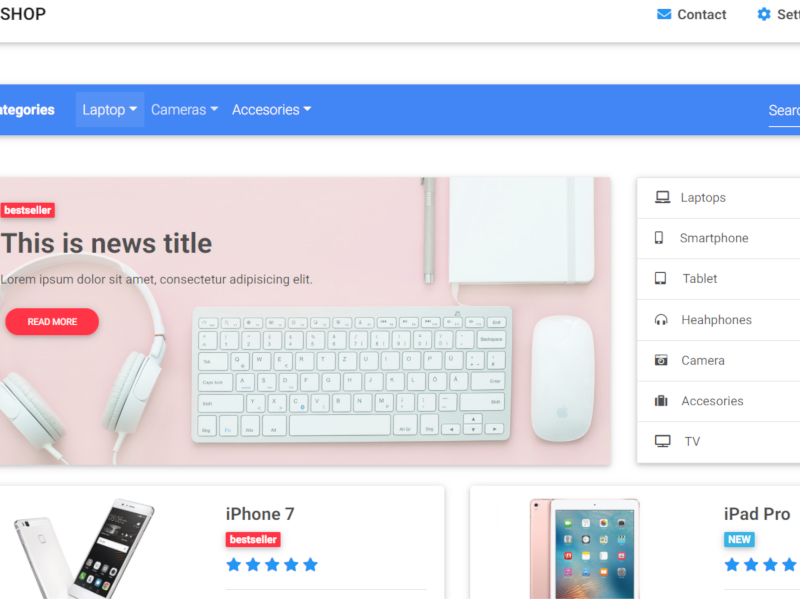 SHOP
Contact
Sett
ategories
Laptop
Cameras
Accesories
Searc
bestseller
This is news title
Lorem ipsum dolor sit amet, consectetur adipisicing elit.
READ MORE
Laptops
Smartphone
Tablet
Heahphones
Camera
Accesories
TV
iPhone 7
bestseller
iPad Pro
NEW